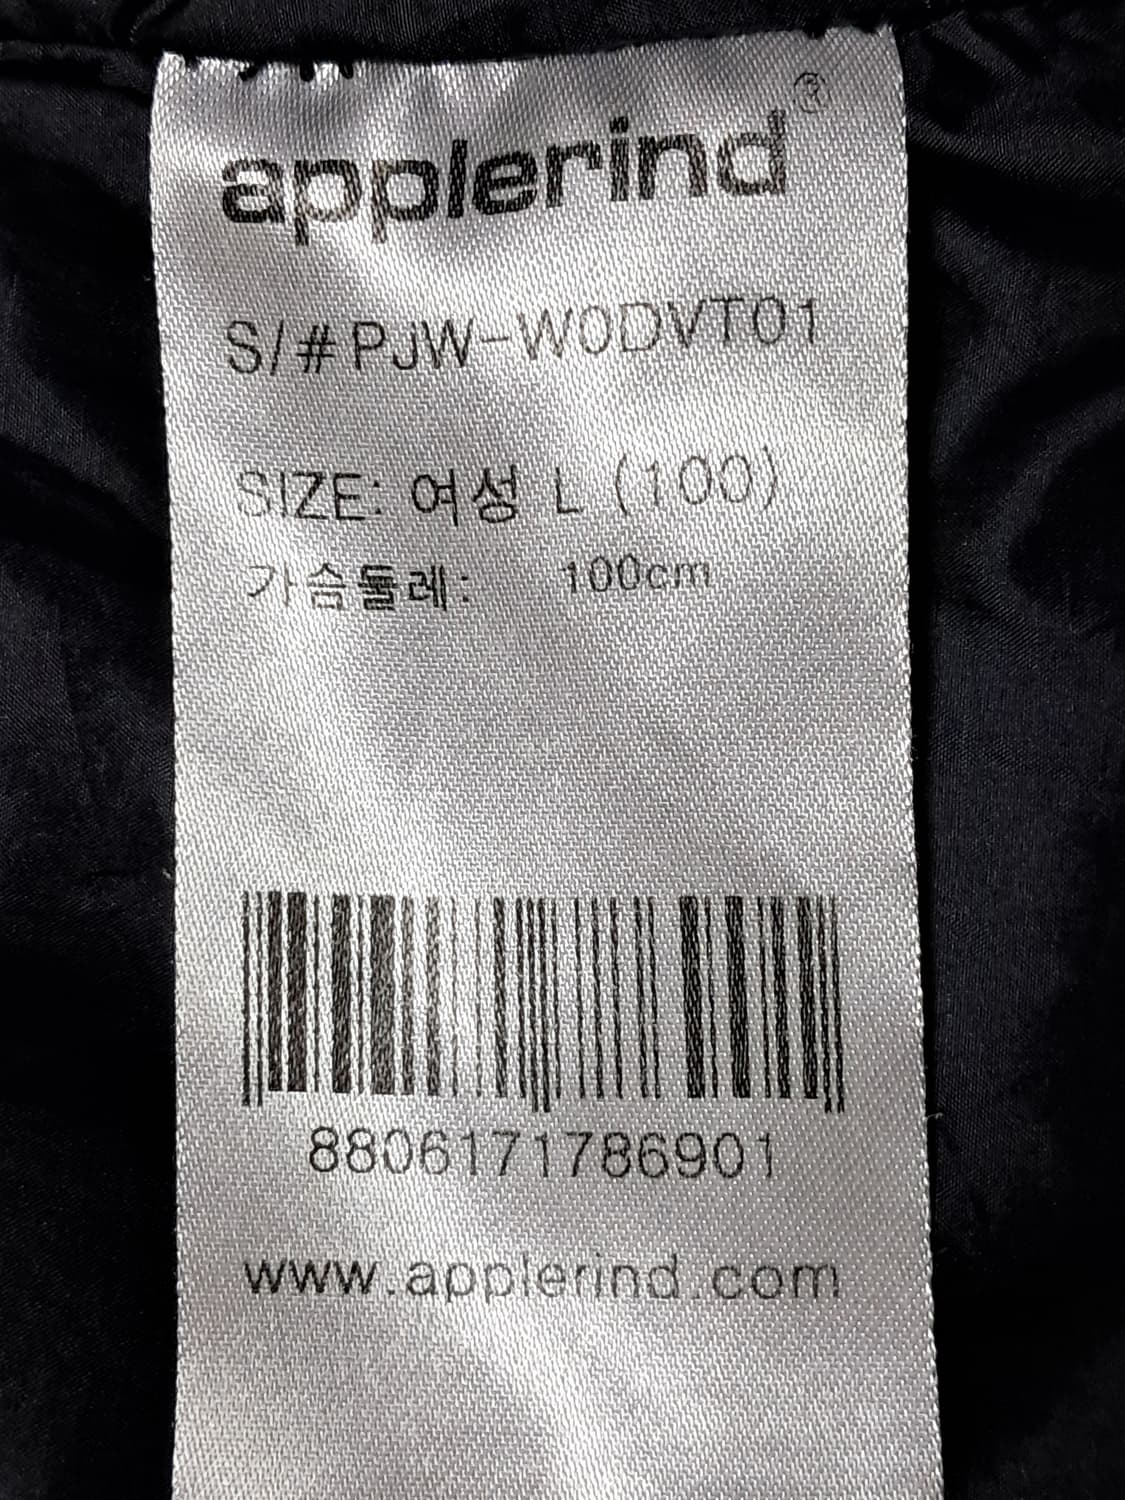 applerind®
S/#PJW-W0DVT01
SIZE: 여성 L (100)
가슴둘레: 100cm
8806171786901
www.applerind.com